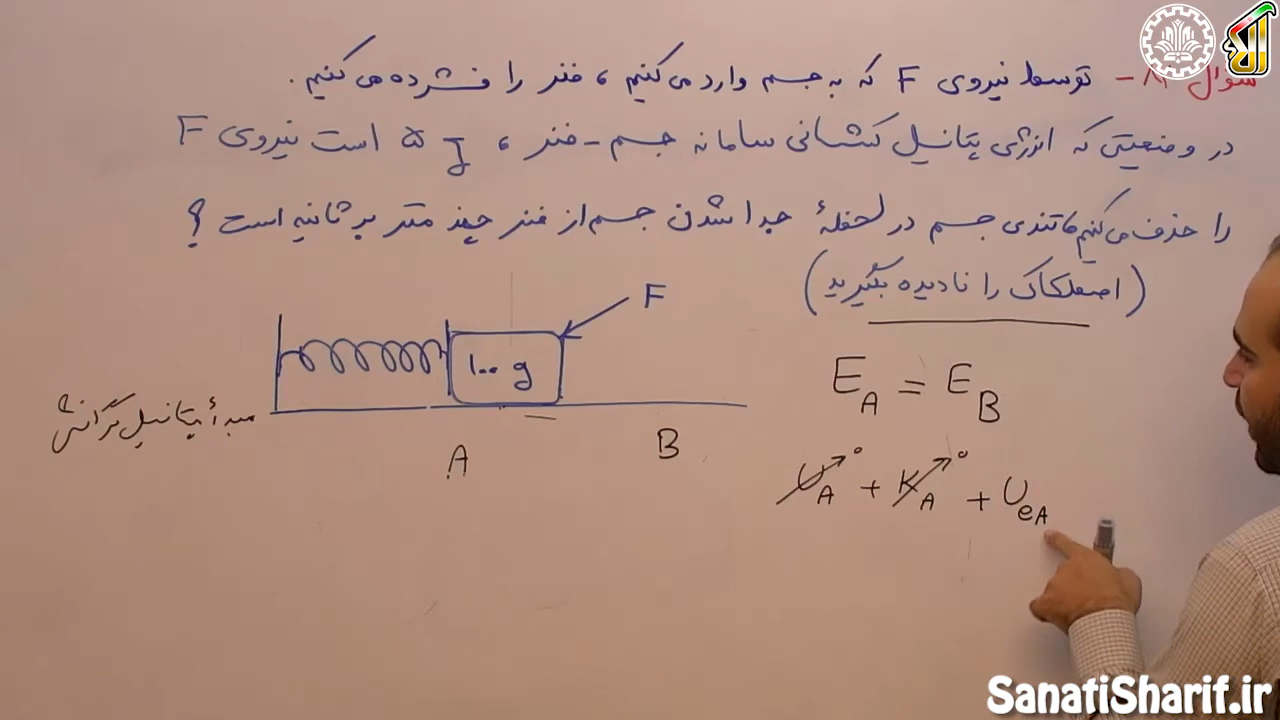 سوال ۸۲- توسط نیروی F که به جسم وارد می‌کنیم، فنر را فشرده می‌کنیم.
در وضعیتی که انرژی پتانسیل کشسانی سامانه جسم-فنر، ۵ J است نیروی F
را حذف می‌کنیم تندی جسم در لحظهٔ جدا شدن جسم از فنر چند متر بر ثانیه است؟
(اصطکاک را نادیده بگیرید)
F
۱۰۰ g
مبدأ پتانسیل گرانشی
A
B
E_A = E_B
U_A ↗° + K_A ↗° + U_eA
SanatiSharif.ir